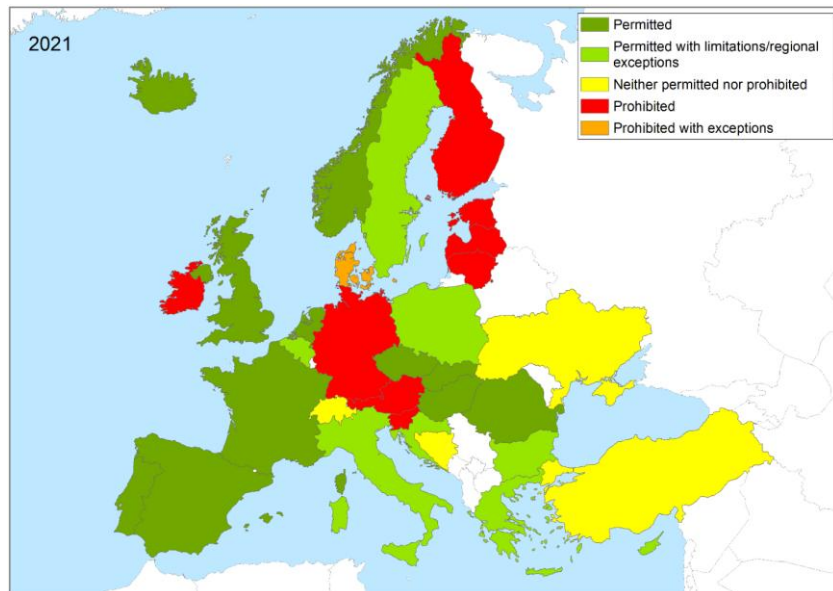 2021
Permitted
Permitted with limitations/regional
exceptions
Neither permitted nor prohibited
Prohibited
Prohibited with exceptions